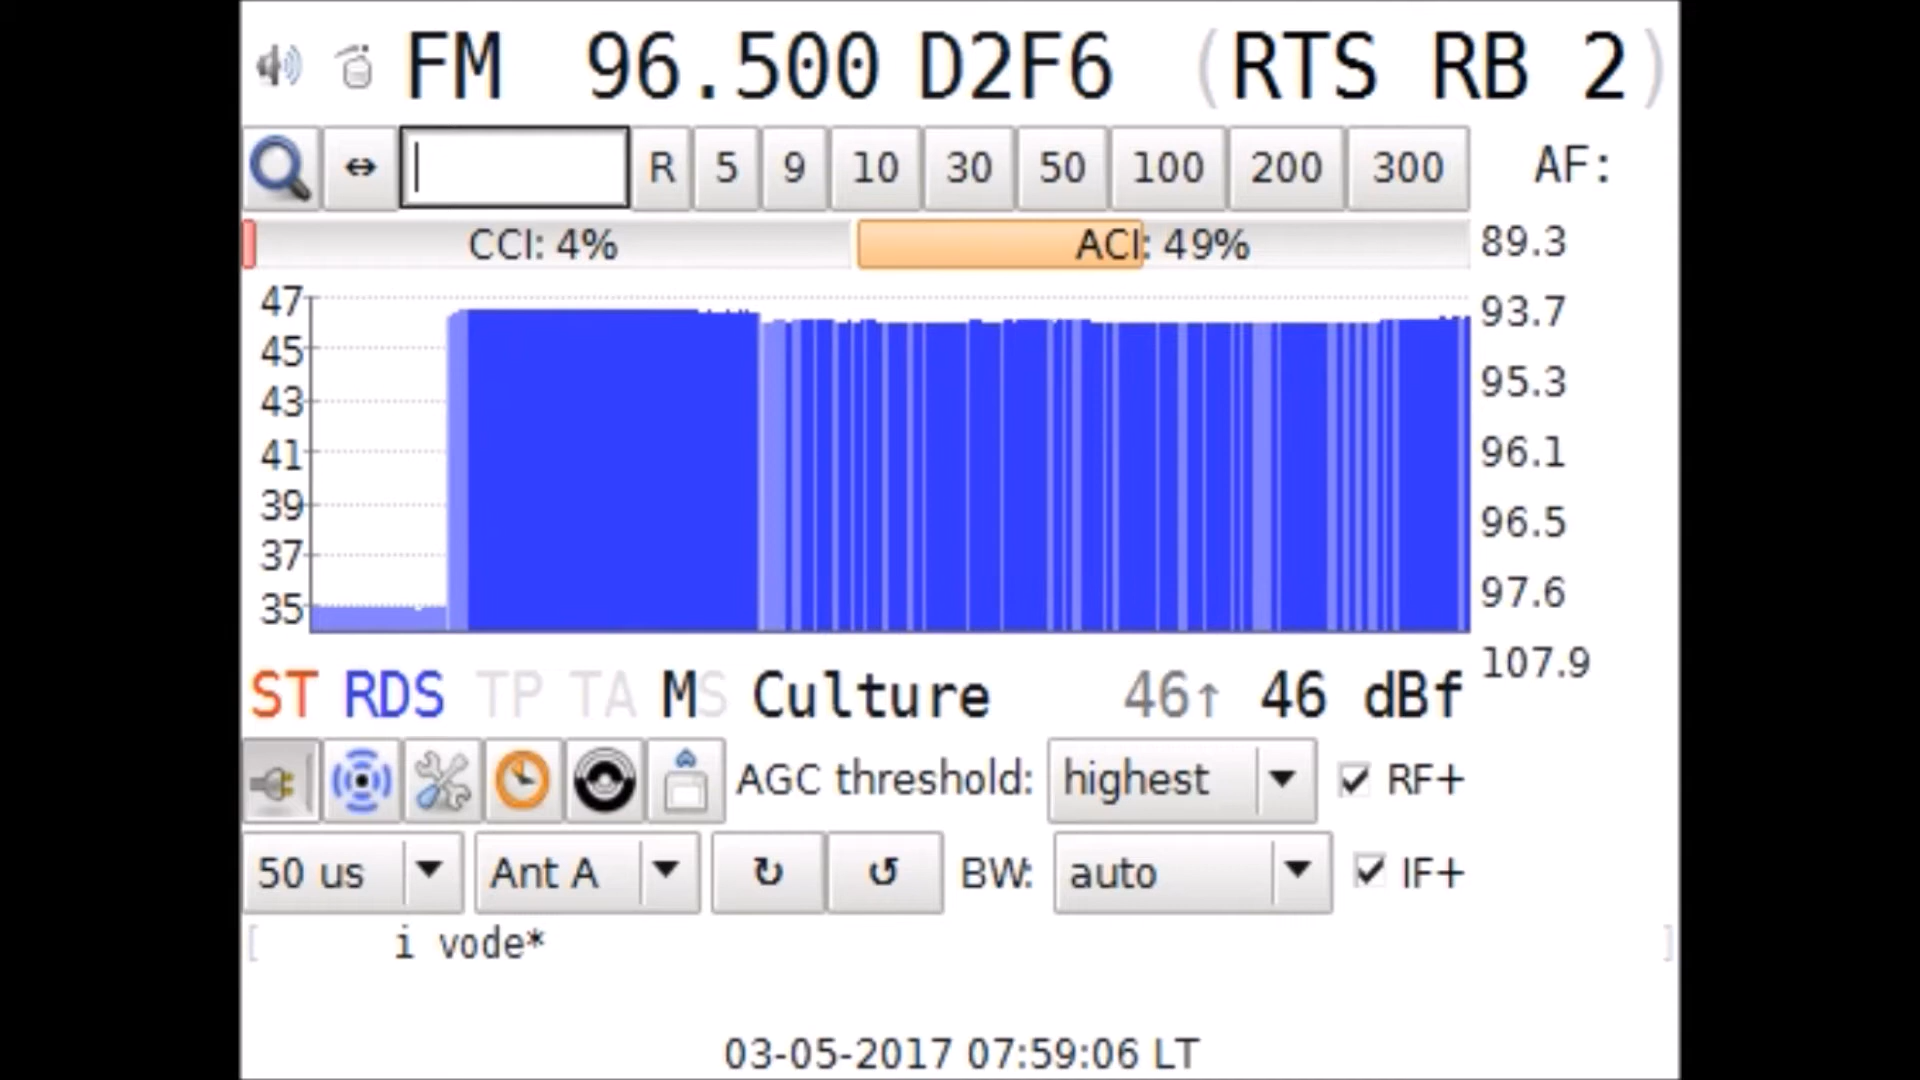 FM 96.500 D2F6 (RTS RB 2)
R 5 9 10 30 50 100 200 300 AF:
CCI: 4% ACI: 49% 89.3
47 93.7
45 95.3
43
41 96.1
39 96.5
37
35 97.6
107.9
ST RDS TP TA MS Culture 46↑ 46 dBf
AGC threshold: highest RF+
50 us Ant A ↻ ↺ BW: auto IF+
[ i vode* ]
03-05-2017 07:59:06 LT